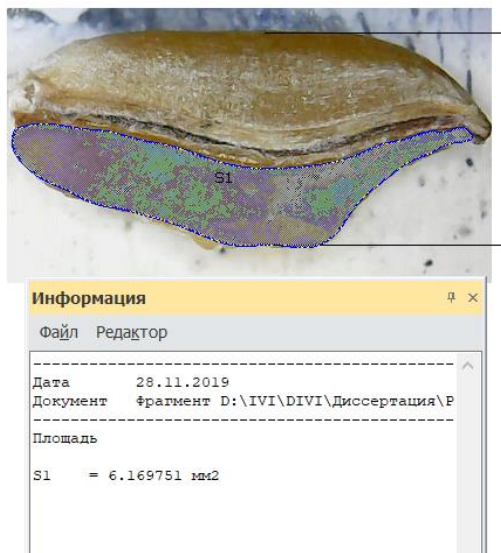 S1
Информация
Файл Редактор
Дата 28.11.2019
Документ Фрагмент D:\IVI\DIVI\Диссертация\Р
Площадь
S1 = 6.169751 мм2